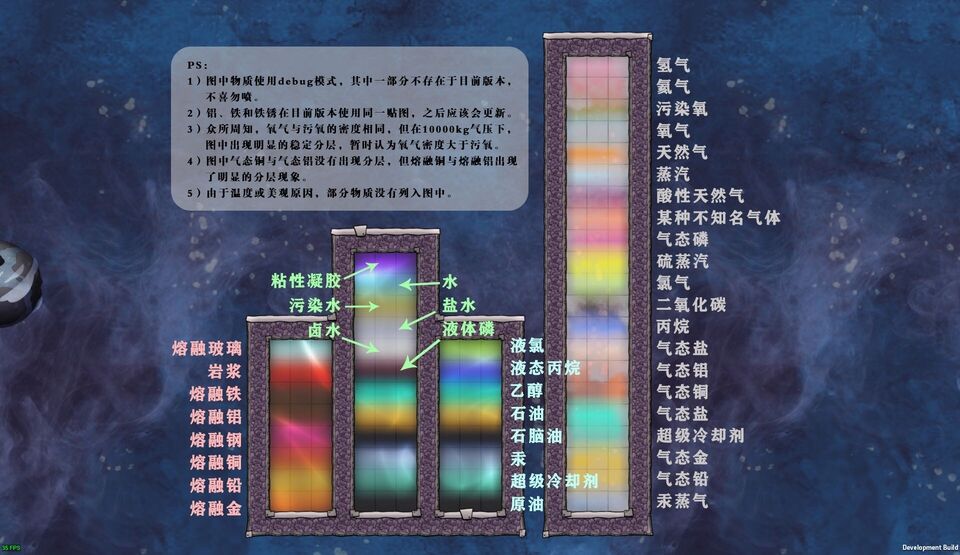 PS:
1）图中物质使用debug模式，其中一部分不存在于目前版本，
不喜勿喷。
2）铝、铁和铁锈在目前版本使用同一贴图，之后应该会更新。
3）众所周知，氧气与污氧的密度相同，但在10000kg气压下，
图中出现明显的稳定分层，暂时认为氧气密度大于污氧。
4）图中气态铜与气态铝没有出现分层，但熔融铜与熔融铝出现
了明显的分层现象。
5）由于温度或美观原因，部分物质没有列入图中。
粘性凝胶
水
污染水
盐水
卤水
液体磷
熔融玻璃
岩浆
熔融铁
熔融铝
熔融钢
熔融铜
熔融铅
熔融金
液氯
液态丙烷
乙醇
石油
石脑油
汞
超级冷却剂
原油
氢气
氦气
污染氧
氧气
天然气
蒸汽
酸性天然气
某种不知名气体
气态磷
硫蒸汽
氯气
二氧化碳
丙烷
气态盐
气态铝
气态铜
气态盐
超级冷却剂
气态金
气态铅
汞蒸气
35 FPS
Development Build